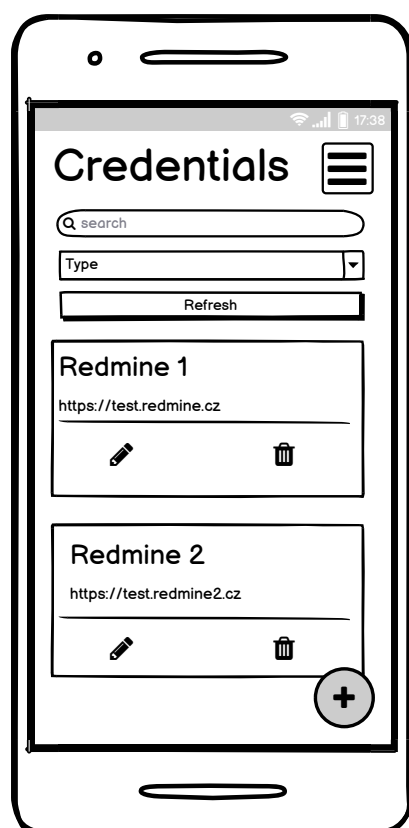 17:38
Credentials
search
Type
Refresh
Redmine 1
https://test.redmine.cz
Redmine 2
https://test.redmine2.cz